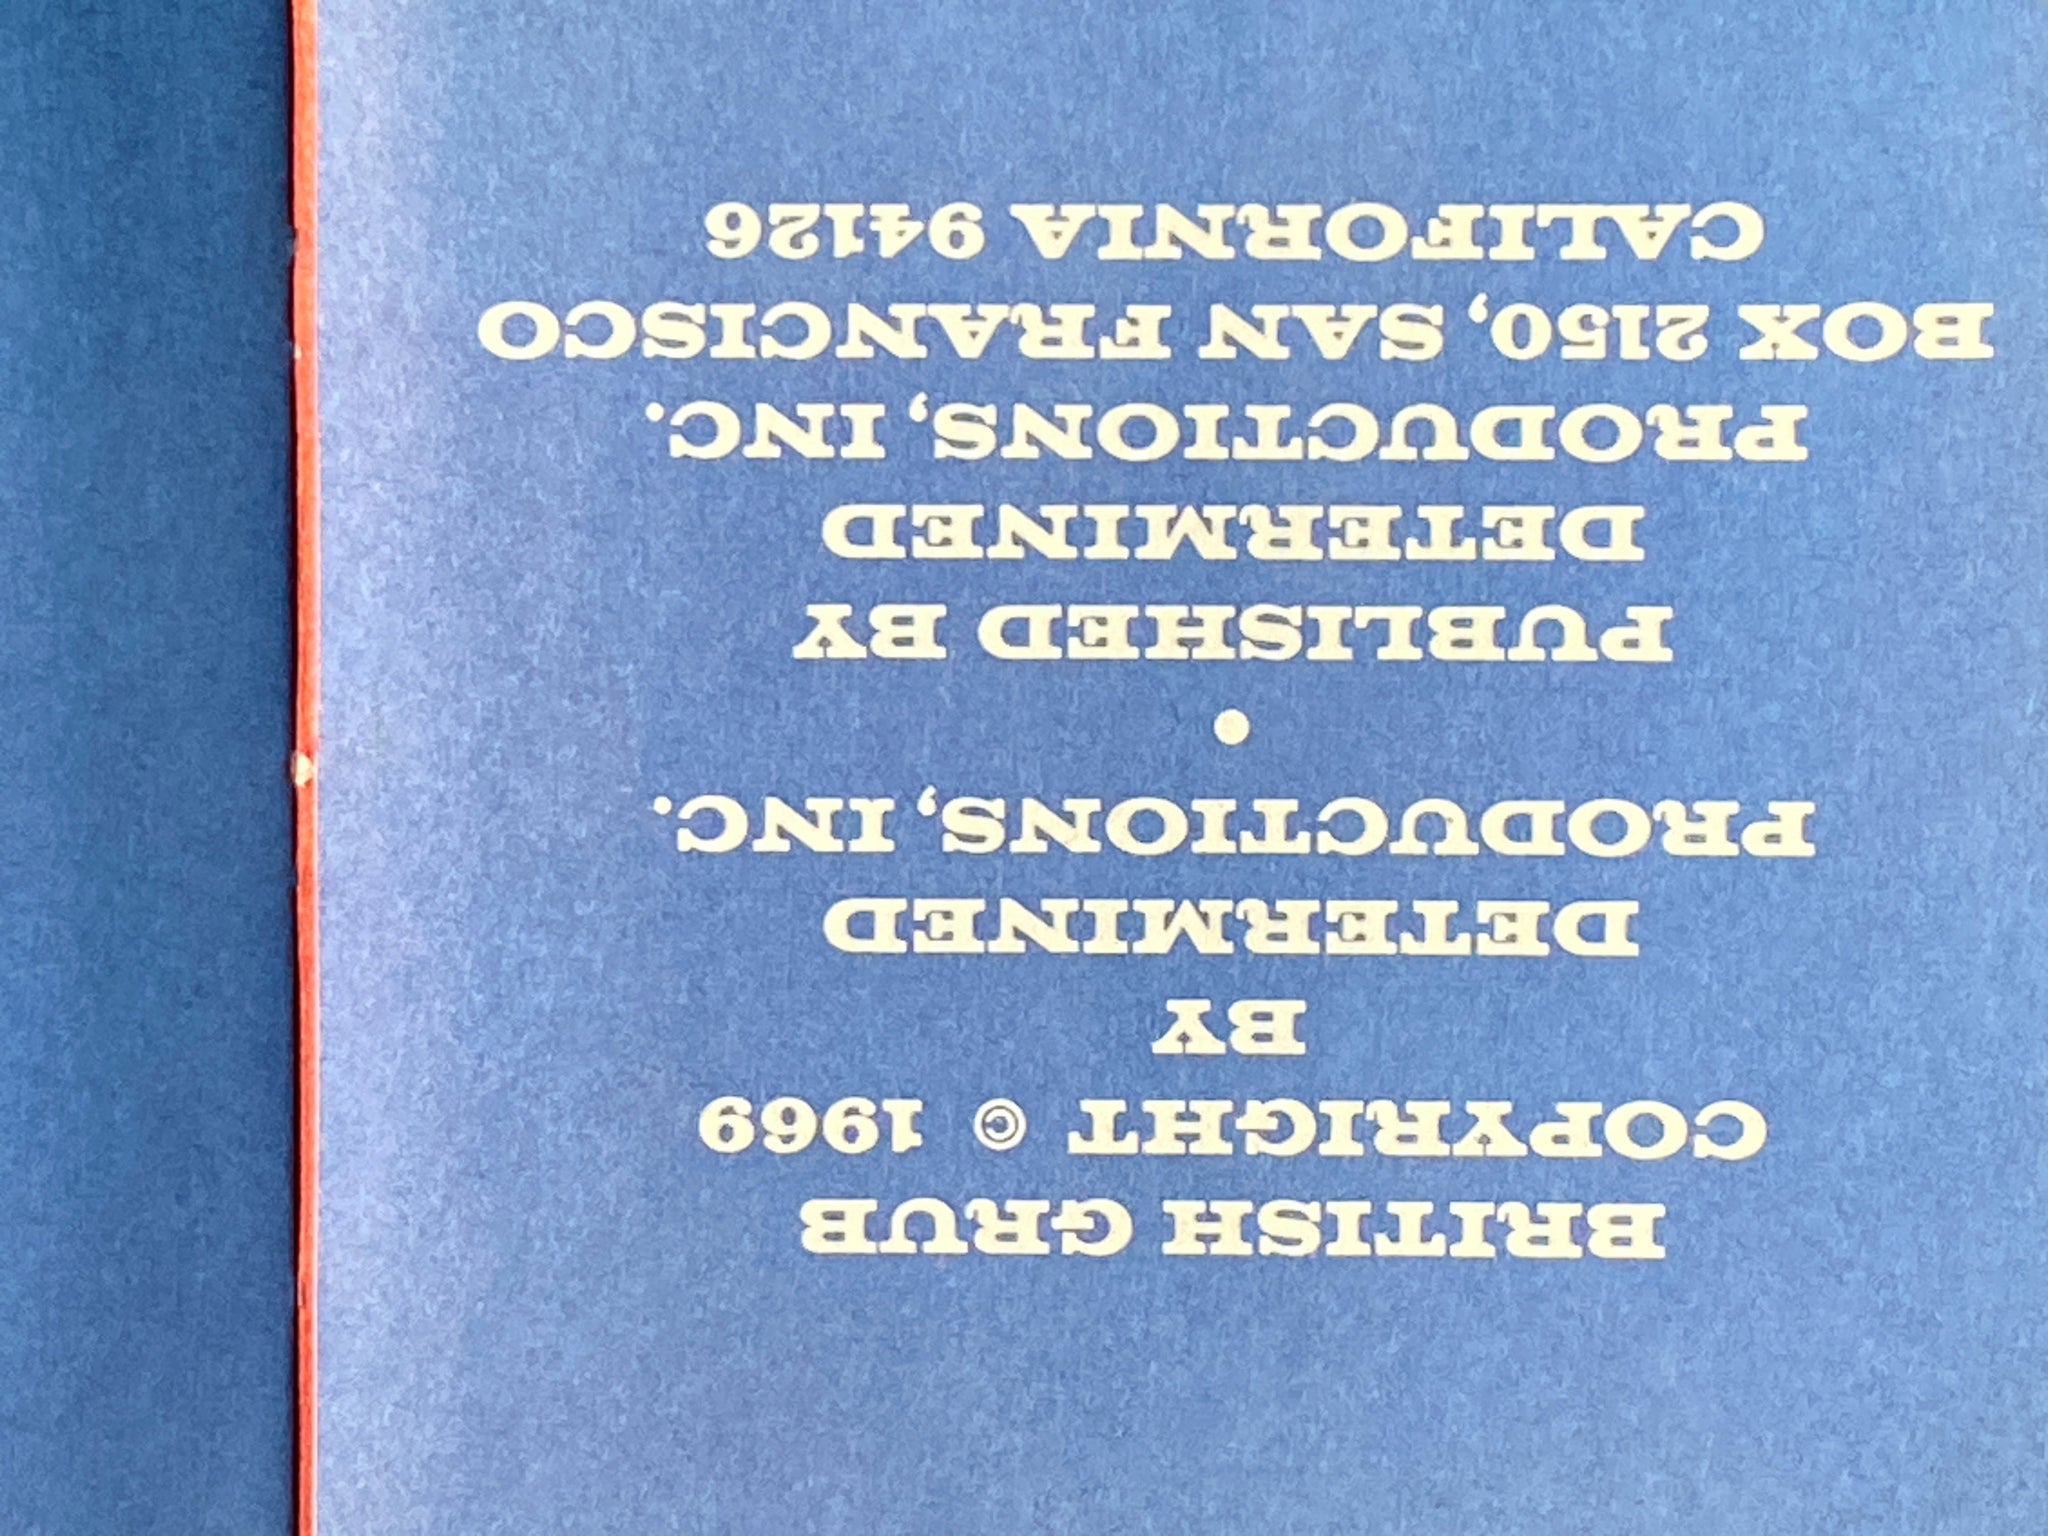 BRITISH GRUB
COPYRIGHT © 1969
BY
DETERMINED
PRODUCTIONS, INC.
•
PUBLISHED BY
DETERMINED
PRODUCTIONS, INC.
BOX 2150, SAN FRANCISCO
CALIFORNIA 94126